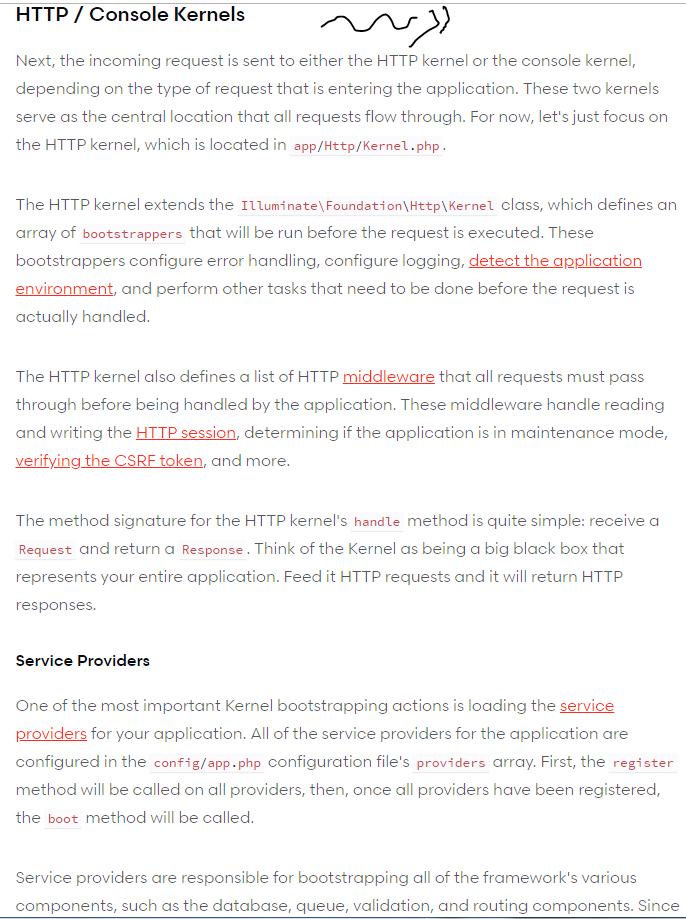 HTTP / Console Kernels
Next, the incoming request is sent to either the HTTP kernel or the console kernel,
depending on the type of request that is entering the application. These two kernels
serve as the central location that all requests flow through. For now, let's just focus on
the HTTP kernel, which is located in app/Http/Kernel.php.
The HTTP kernel extends the Illuminate\Foundation\Http\Kernel class, which defines an
array of bootstrappers that will be run before the request is executed. These
bootstrappers configure error handling, configure logging, detect the application
environment, and perform other tasks that need to be done before the request is
actually handled.
The HTTP kernel also defines a list of HTTP middleware that all requests must pass
through before being handled by the application. These middleware handle reading
and writing the HTTP session, determining if the application is in maintenance mode,
verifying the CSRF token, and more.
The method signature for the HTTP kernel's handle method is quite simple: receive a
Request and return a Response. Think of the Kernel as being a big black box that
represents your entire application. Feed it HTTP requests and it will return HTTP
responses.
Service Providers
One of the most important Kernel bootstrapping actions is loading the service
providers for your application. All of the service providers for the application are
configured in the config/app.php configuration file's providers array. First, the register
method will be called on all providers, then, once all providers have been registered,
the boot method will be called.
Service providers are responsible for bootstrapping all of the framework's various
components, such as the database, queue, validation, and routing components. Since